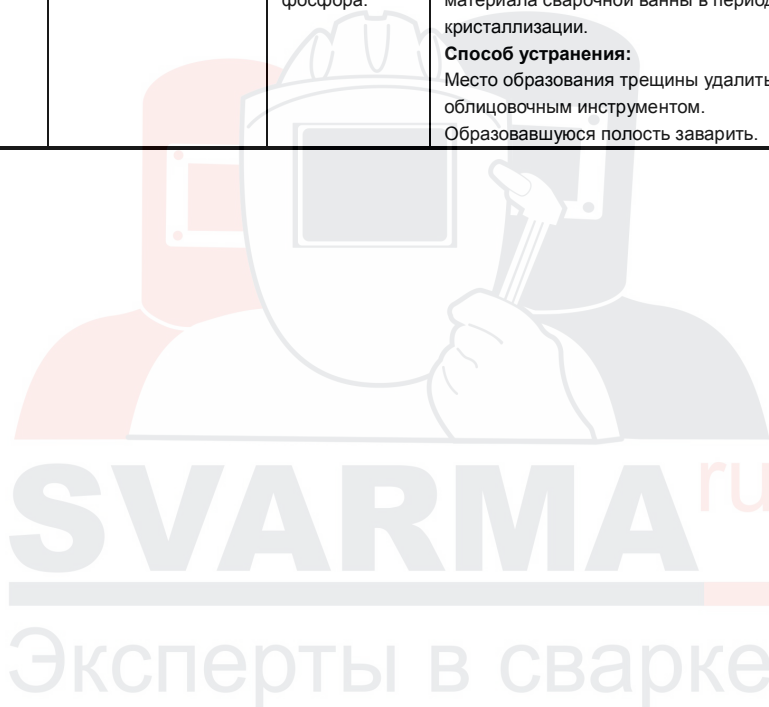 фосфора.
материала сварочной ванны в период
кристаллизации.
Способ устранения:
Место образования трещины удалить
облицовочным инструментом.
Образовавшуюся полость заварить.
SVARMA ru
Эксперты в сварке